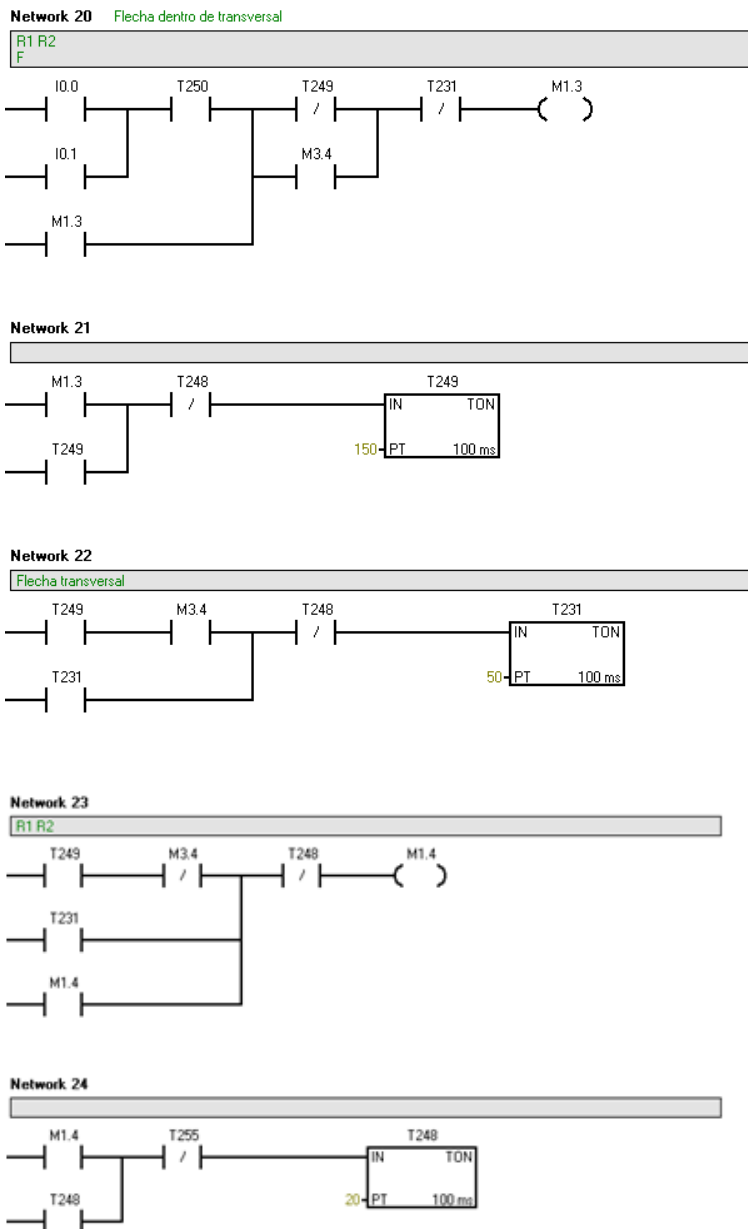 Network 20 Flecha dentro de transversal
R1 R2
F
I0.0 T250 T249 T231 M1.3
/ /
I0.1 M3.4
M1.3
Network 21
M1.3 T248 T249
/ IN TON
T249
150 PT 100 ms
Network 22
Flecha transversal
T249 M3.4 T248 T231
/ IN TON
T231
50 PT 100 ms
Network 23
R1 R2
T249 M3.4 T248 M1.4
/ /
T231
M1.4
Network 24
M1.4 T255 T248
/ IN TON
T248
20 PT 100 ms